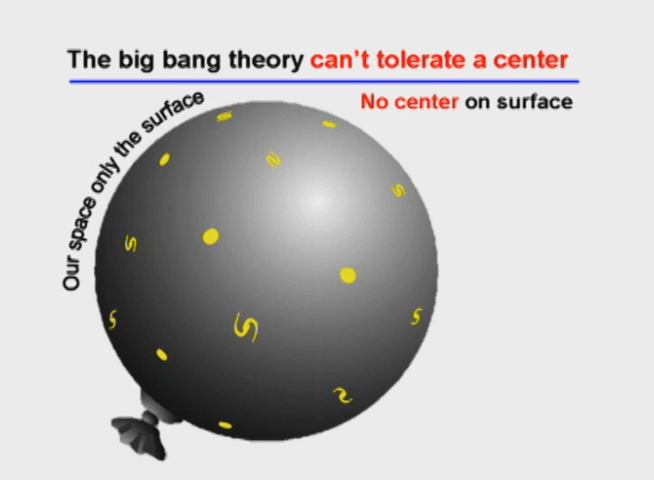 The big bang theory can't tolerate a center
No center on surface
Our space only the surface